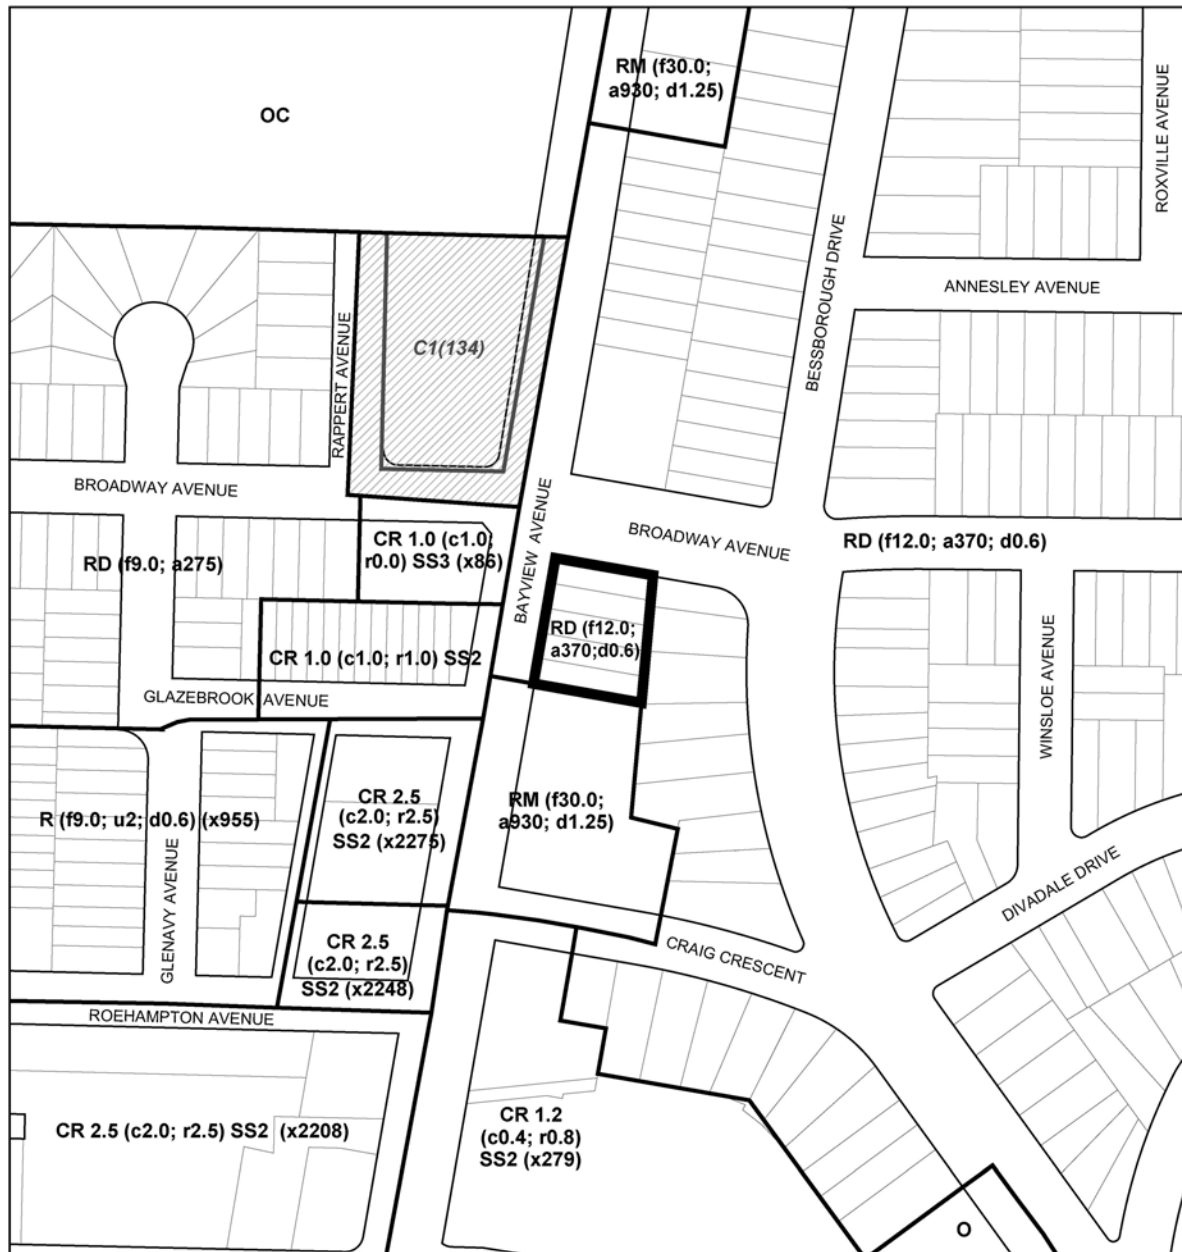 RM (f30.0;
a930; d1.25)
OC
ROXVILLE AVENUE
BESSBOROUGH DRIVE
ANNESLEY AVENUE
RAPPERT AVENUE
C1(134)
BROADWAY AVENUE
BAYVIEW AVENUE
BROADWAY AVENUE
RD (f12.0; a370; d0.6)
CR 1.0 (c1.0;
r0.0) SS3 (x86)
RD (f9.0; a275)
RD (f12.0;
a370;d0.6)
CR 1.0 (c1.0; r1.0) SS2
GLAZEBROOK AVENUE
WINSLOE AVENUE
CR 2.5
(c2.0; r2.5)
SS2 (x2275)
RM (f30.0;
a930; d1.25)
R (f9.0; u2; d0.6) (x955)
GLENAVY AVENUE
DIVADALE DRIVE
CR 2.5
(c2.0; r2.5)
SS2 (x2248)
CRAIG CRESCENT
ROEHAMPTON AVENUE
CR 2.5 (c2.0; r2.5) SS2 (x2208)
CR 1.2
(c0.4; r0.8)
SS2 (x279)
O